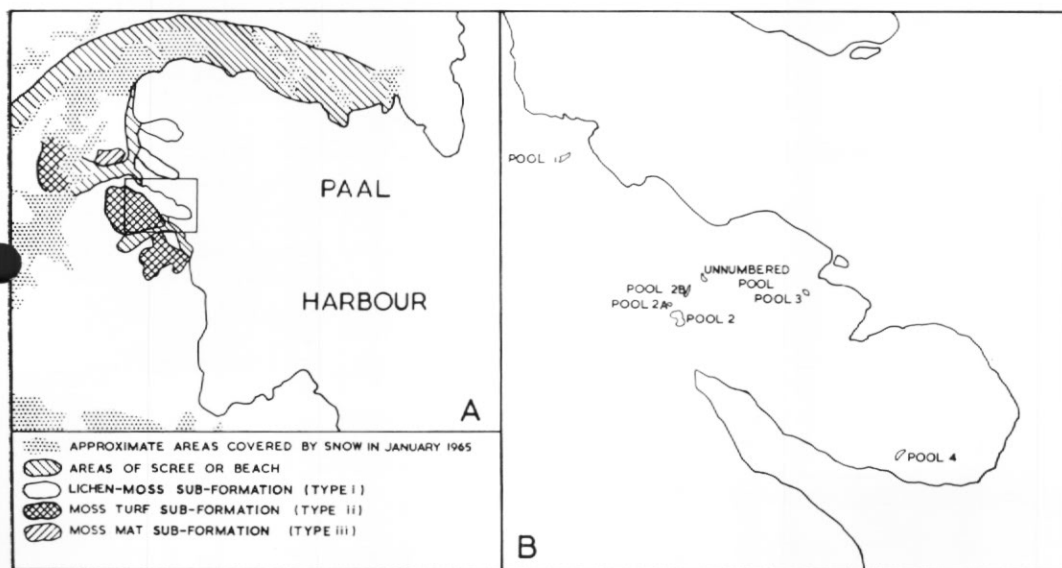 PAAL
HARBOUR
A
APPROXIMATE AREAS COVERED BY SNOW IN JANUARY 1965
AREAS OF SCREE OR BEACH
LICHEN-MOSS SUB-FORMATION (TYPE i)
MOSS TURF SUB-FORMATION (TYPE ii)
MOSS MAT SUB-FORMATION (TYPE iii)
POOL 1
UNNUMBERED
POOL
POOL 2B
POOL 3
POOL 2A
POOL 2
POOL 4
B